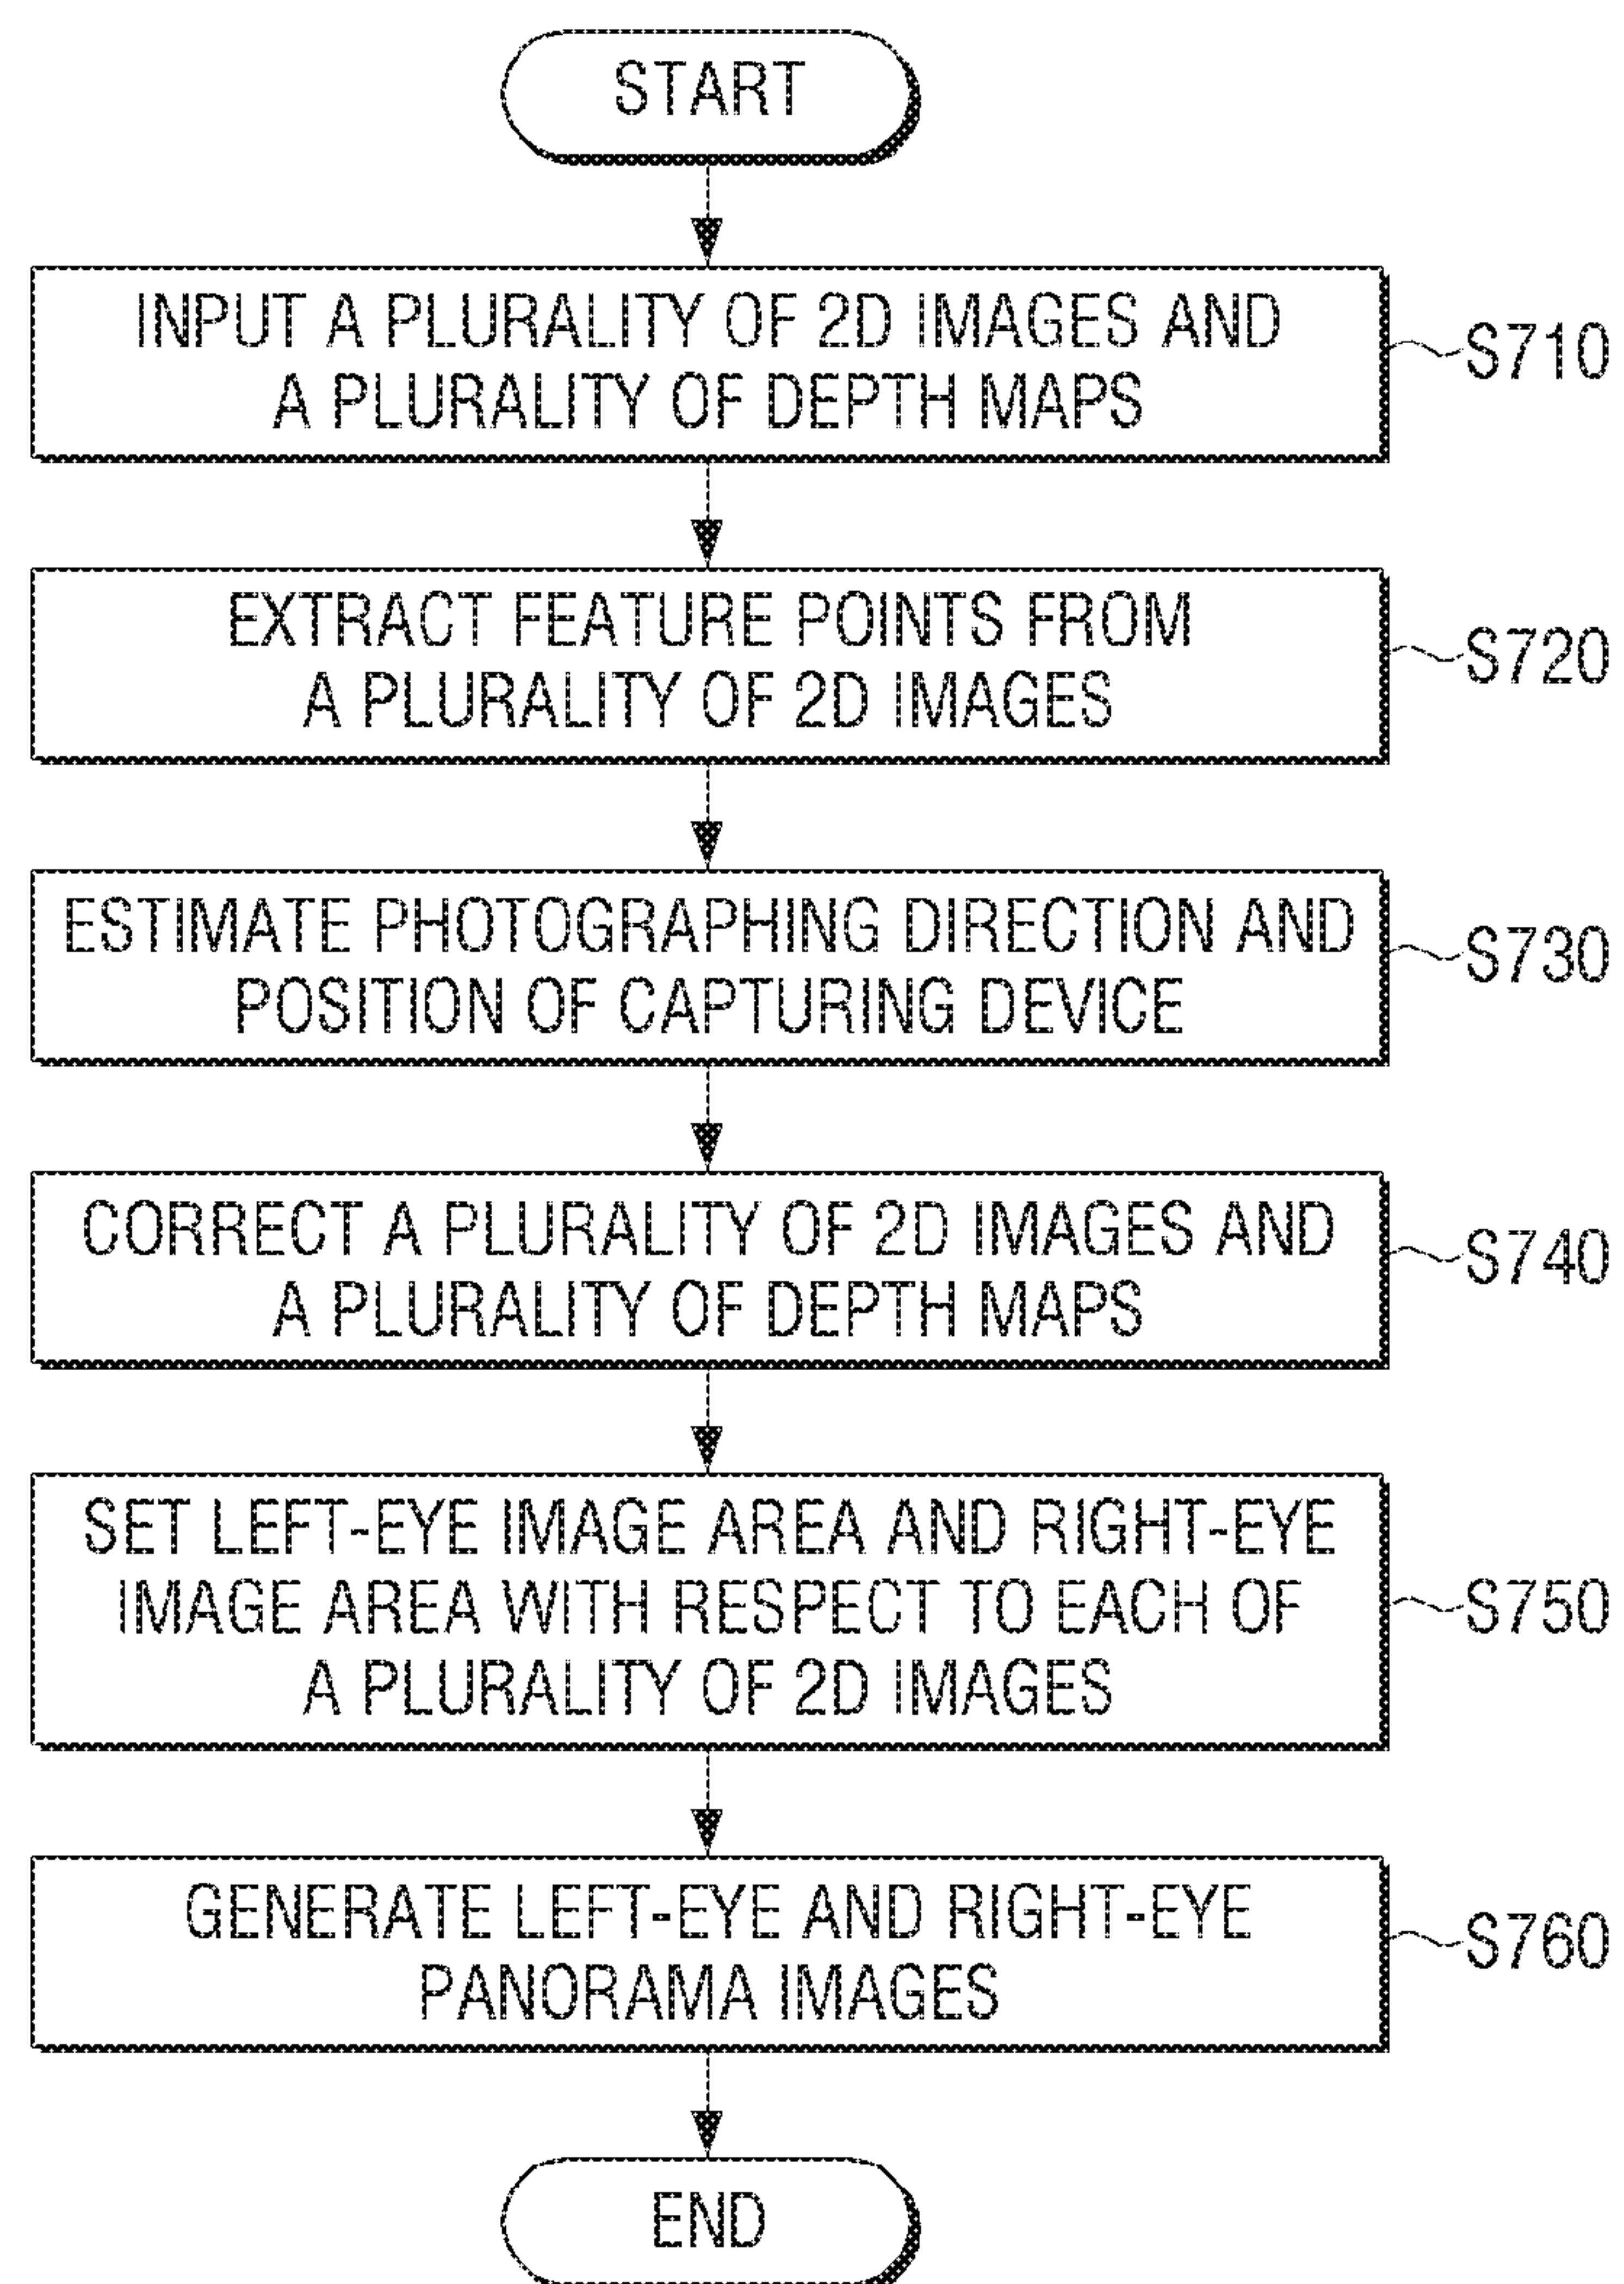 START
INPUT A PLURALITY OF 2D IMAGES AND
A PLURALITY OF DEPTH MAPS
S710
EXTRACT FEATURE POINTS FROM
A PLURALITY OF 2D IMAGES
S720
ESTIMATE PHOTOGRAPHING DIRECTION AND
POSITION OF CAPTURING DEVICE
S730
CORRECT A PLURALITY OF 2D IMAGES AND
A PLURALITY OF DEPTH MAPS
S740
SET LEFT-EYE IMAGE AREA AND RIGHT-EYE
IMAGE AREA WITH RESPECT TO EACH OF
A PLURALITY OF 2D IMAGES
S750
GENERATE LEFT-EYE AND RIGHT-EYE
PANORAMA IMAGES
S760
END